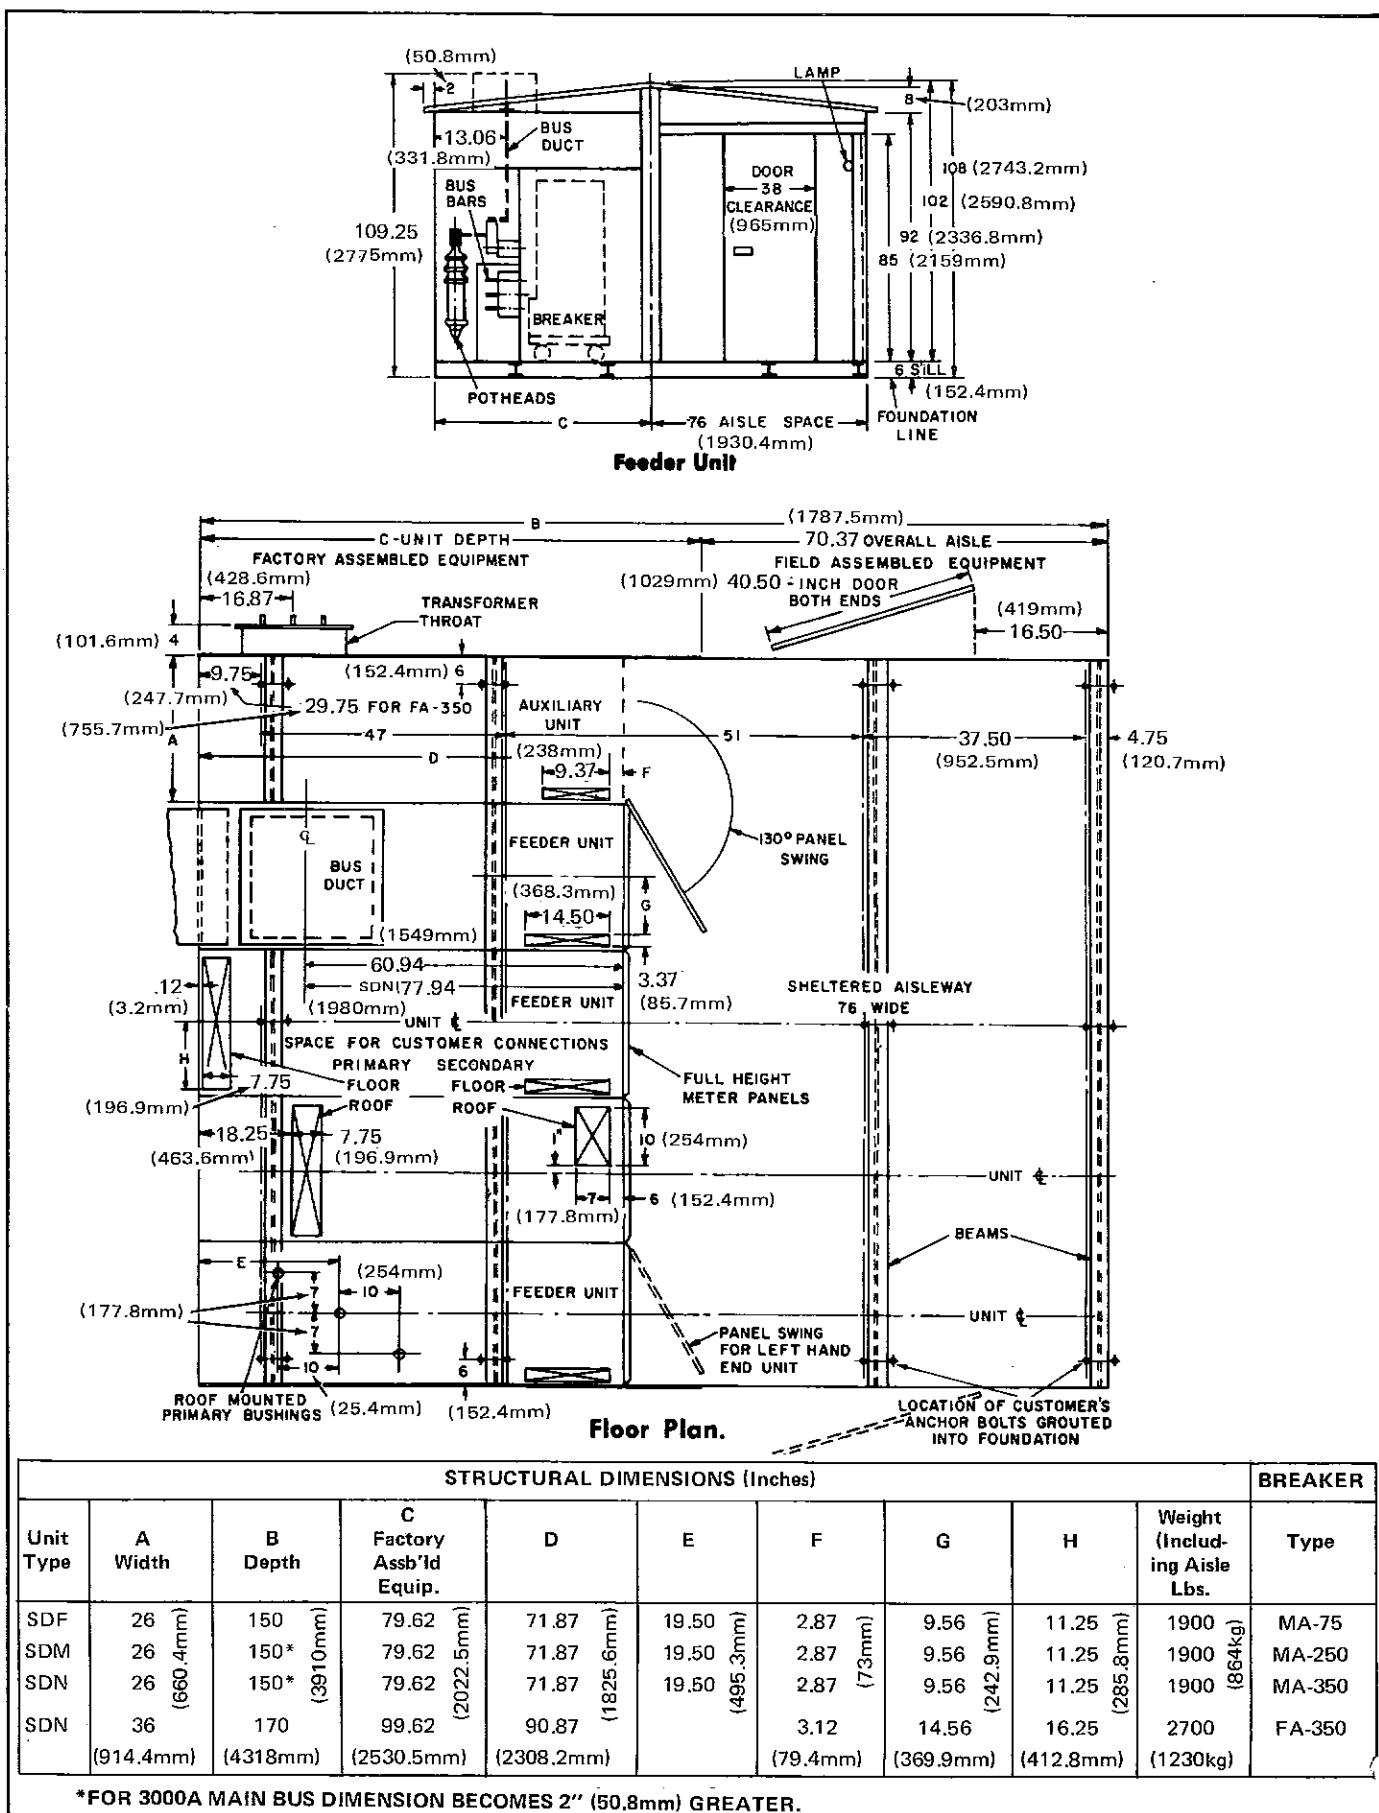 (50.8mm)
2
LAMP
8
(203mm)
13.06
(331.8mm)
BUS
DUCT
BUS
BARS
DOOR
38
CLEARANCE
(965mm)
108 (2743.2mm)
102 (2590.8mm)
92 (2336.8mm)
85 (2159mm)
109.25
(2775mm)
BREAKER
6 SILL
(152.4mm)
POTHEADS
FOUNDATION
LINE
C
76 AISLE SPACE
(1930.4mm)
Feeder Unit
B
(1787.5mm)
C-UNIT DEPTH
70.37 OVERALL AISLE
FACTORY ASSEMBLED EQUIPMENT
FIELD ASSEMBLED EQUIPMENT
(428.6mm)
16.87
(1029mm) 40.50 - INCH DOOR
BOTH ENDS
TRANSFORMER
THROAT
(419mm)
16.50
(101.6mm) 4
9.75
(247.7mm)
(152.4mm) 6
29.75 FOR FA-350
(755.7mm)
A
AUXILIARY
UNIT
47
51
37.50
(952.5mm)
4.75
(120.7mm)
D
(238mm)
9.37
F
130° PANEL
SWING
C̲L
FEEDER UNIT
BUS
DUCT
(368.3mm)
14.50
G
(1549mm)
60.94
SDN 77.94
(1980mm)
3.37
(85.7mm)
.12
(3.2mm)
FEEDER UNIT
SHELTERED AISLEWAY
76 WIDE
UNIT ℄
H
SPACE FOR CUSTOMER CONNECTIONS
PRIMARY SECONDARY
7.75
(196.9mm)
FLOOR
FLOOR
ROOF
ROOF
FULL HEIGHT
METER PANELS
18.25
(463.6mm)
7.75
(196.9mm)
10 (254mm)
UNIT ℄
7
(177.8mm)
6 (152.4mm)
BEAMS
E
(254mm)
10
7
(177.8mm)
7
FEEDER UNIT
UNIT ℄
10
6
PANEL SWING
FOR LEFT HAND
END UNIT
ROOF MOUNTED
PRIMARY BUSHINGS
(25.4mm)
(152.4mm)
LOCATION OF CUSTOMER'S
ANCHOR BOLTS GROUTED
INTO FOUNDATION
Floor Plan.
STRUCTURAL DIMENSIONS (Inches) BREAKER
Unit Type A Width B Depth C Factory Assb'ld Equip. D E F G H Weight (Includ-ing Aisle Lbs. Type
SDF 26 150 79.62 71.87 19.50 2.87 9.56 11.25 1900 MA-75
SDM 26 150* 79.62 71.87 19.50 2.87 9.56 11.25 1900 MA-250
SDN 26 150* 79.62 71.87 19.50 2.87 9.56 11.25 1900 MA-350
(660.4mm) (3910mm) (2022.5mm) (1825.6mm) (495.3mm) (73mm) (242.9mm) (285.8mm) (864kg)
SDN 36 170 99.62 90.87 3.12 14.56 16.25 2700 FA-350
(914.4mm) (4318mm) (2530.5mm) (2308.2mm) (79.4mm) (369.9mm) (412.8mm) (1230kg)
*FOR 3000A MAIN BUS DIMENSION BECOMES 2" (50.8mm) GREATER.